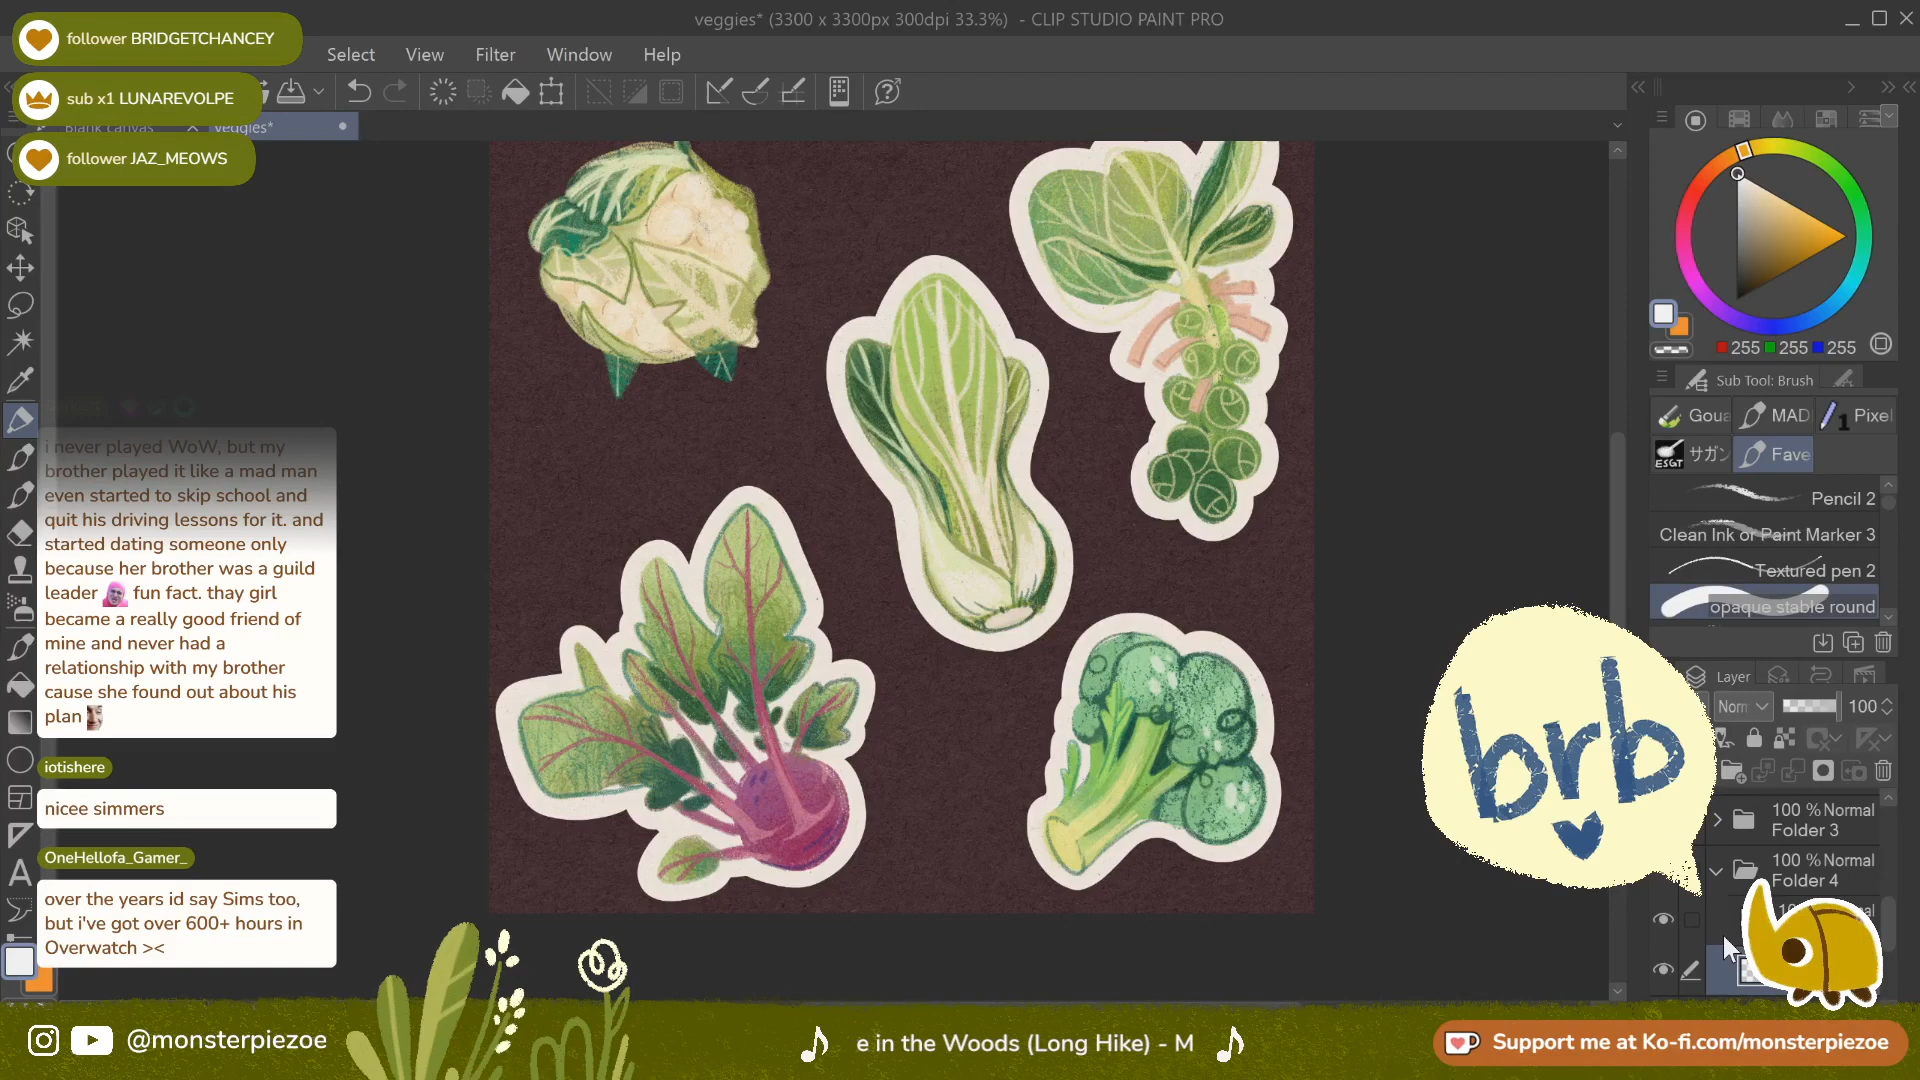 veggies* (3300 x 3300px 300dpi 33.3%) - CLIP STUDIO PAINT PRO
follower BRIDGETCHANCEY
Select View Filter Window Help
sub x1 LUNAREVOLPE
Blank canvas veggies*
follower JAZ_MEOWS
255 255 255
Sub Tool: Brush
Goua MAD 1 Pixel
ESGT サガン Fave
Pencil 2
Clean Ink or Paint Marker 3
Textured pen 2
opaque stable round
i never played WoW, but my
brother played it like a mad man
even started to skip school and
quit his driving lessons for it. and
started dating someone only
because her brother was a guild
leader fun fact. thay girl
became a really good friend of
mine and never had a
relationship with my brother
cause she found out about his
plan
iotishere
nicee simmers
OneHellofa_Gamer_
over the years id say Sims too,
but i've got over 600+ hours in
Overwatch ><
Layer
Norm 100
100 % Normal
Folder 3
100 % Normal
Folder 4
brb
@monsterpiezoe
e in the Woods (Long Hike) - M
Support me at Ko-fi.com/monsterpiezoe